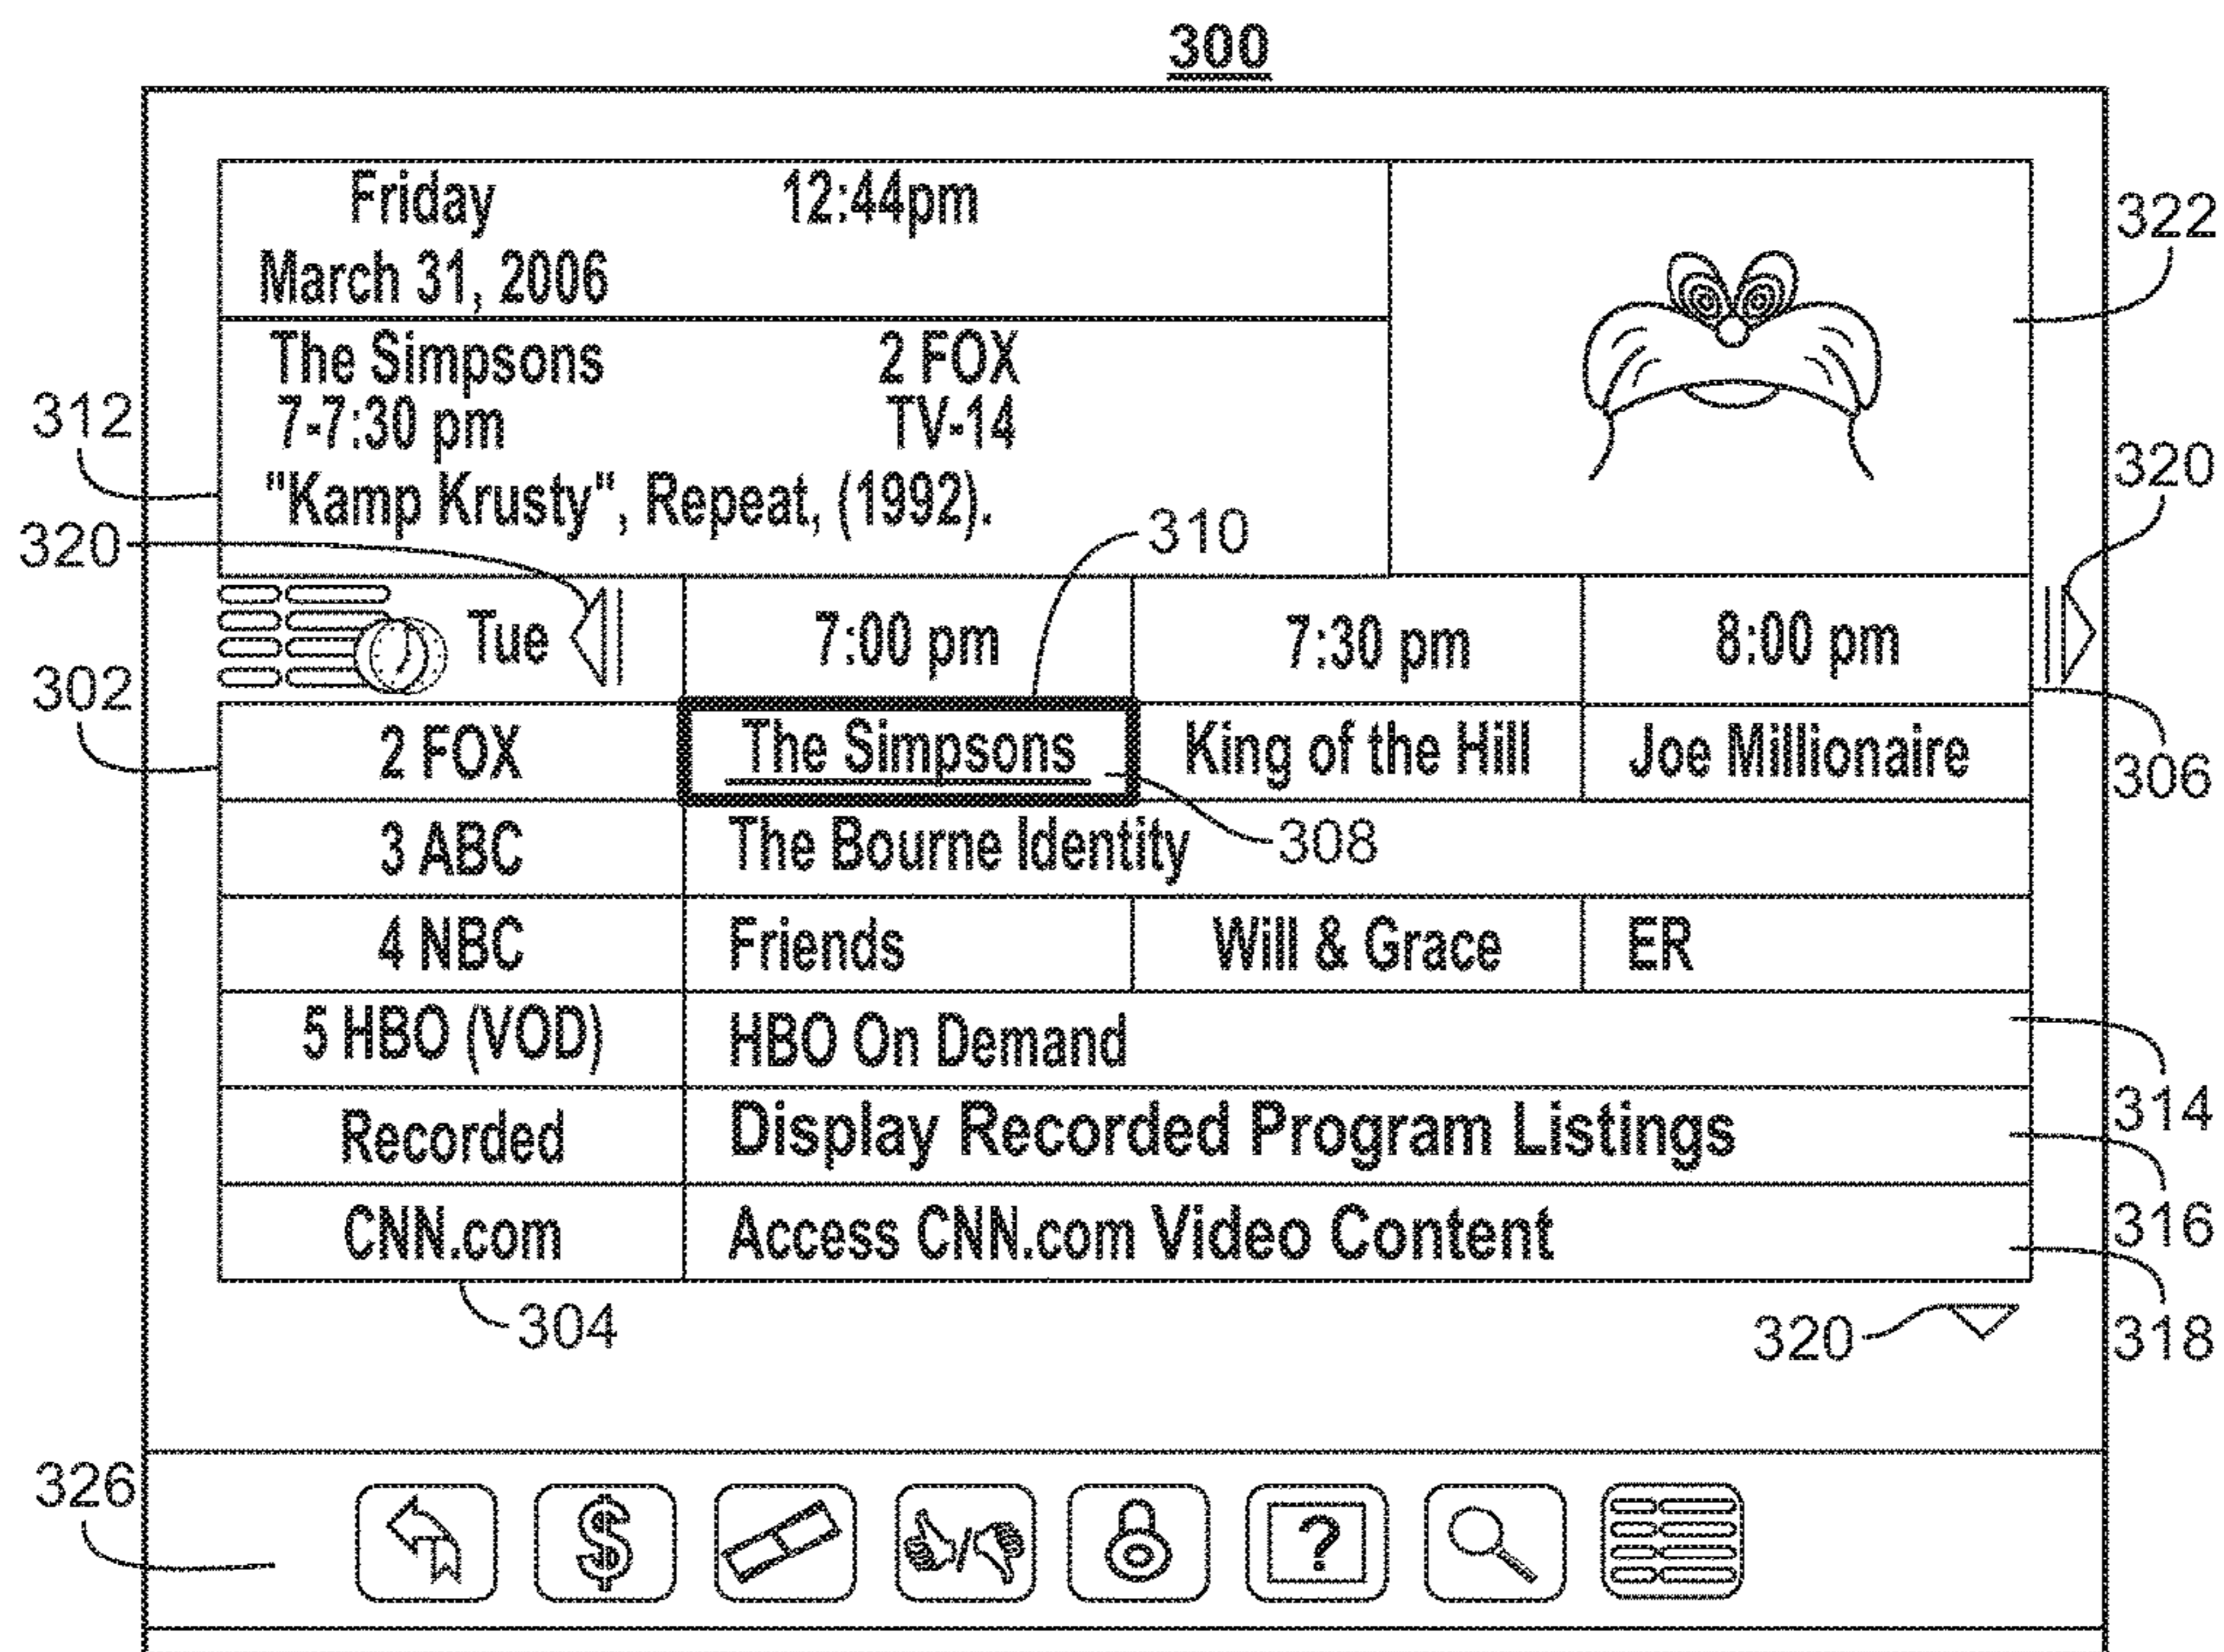 300
Friday 12:44pm
March 31, 2006
322
The Simpsons 2 FOX
312
7-7:30 pm TV-14
320
"Kamp Krusty", Repeat, (1992).
320
310
Tue 7:00 pm 7:30 pm 8:00 pm
302
2 FOX The Simpsons King of the Hill Joe Millionaire
306
3 ABC The Bourne Identity 308
4 NBC Friends Will & Grace ER
5 HBO (VOD) HBO On Demand
314
Recorded Display Recorded Program Listings
316
CNN.com Access CNN.com Video Content
304
320
318
326
$ / ?